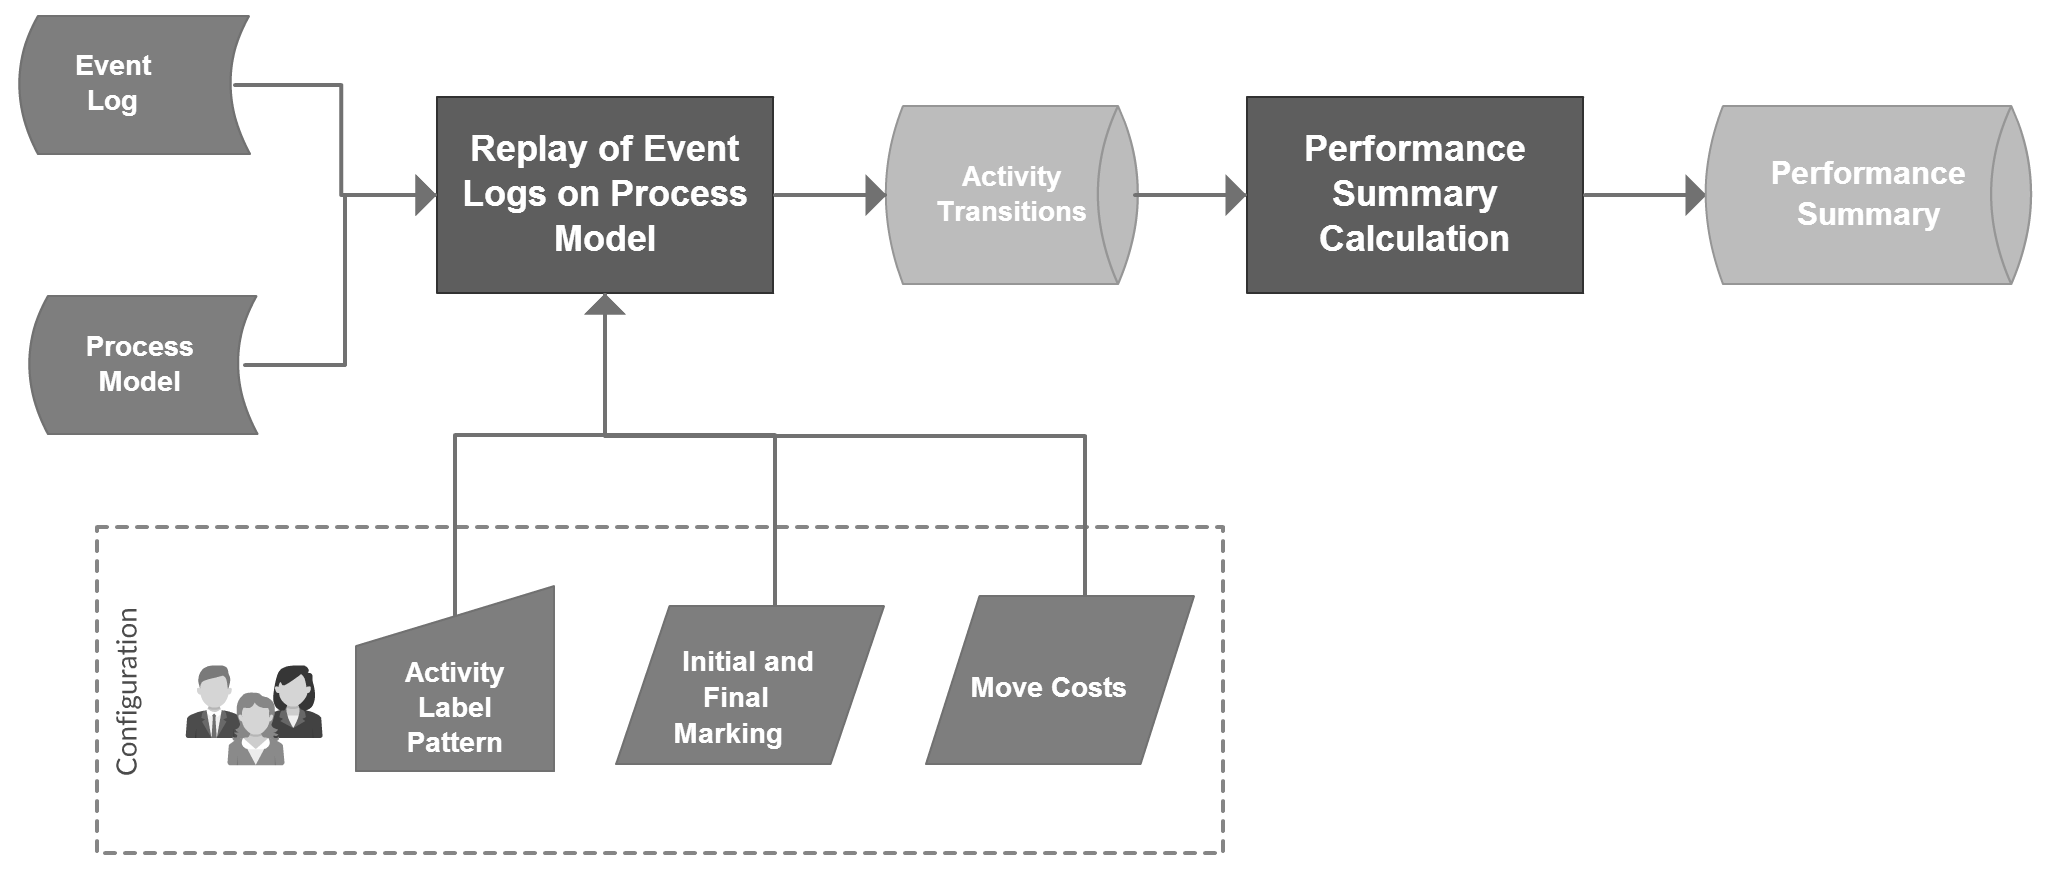 Event
Log
Replay of Event
Logs on Process
Model
Activity
Transitions
Performance
Summary
Calculation
Performance
Summary
Process
Model
Configuration
Activity
Label
Pattern
Initial and
Final
Marking
Move Costs